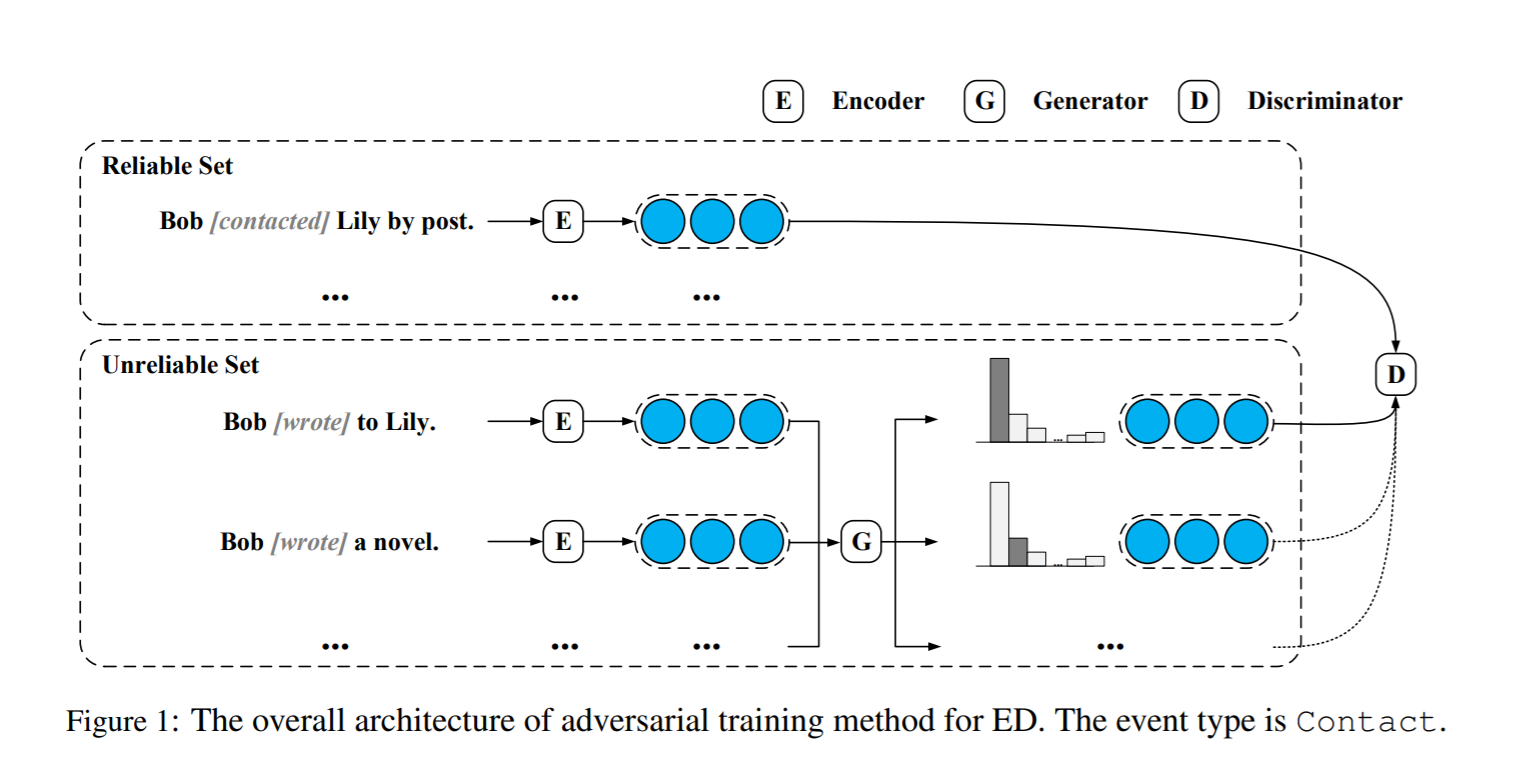 E Encoder G Generator D Discriminator
Reliable Set
Bob [contacted] Lily by post. E
... ... ...
Unreliable Set
D
Bob [wrote] to Lily. E
...
Bob [wrote] a novel. E G
...
... ... ... ...
Figure 1: The overall architecture of adversarial training method for ED. The event type is Contact.